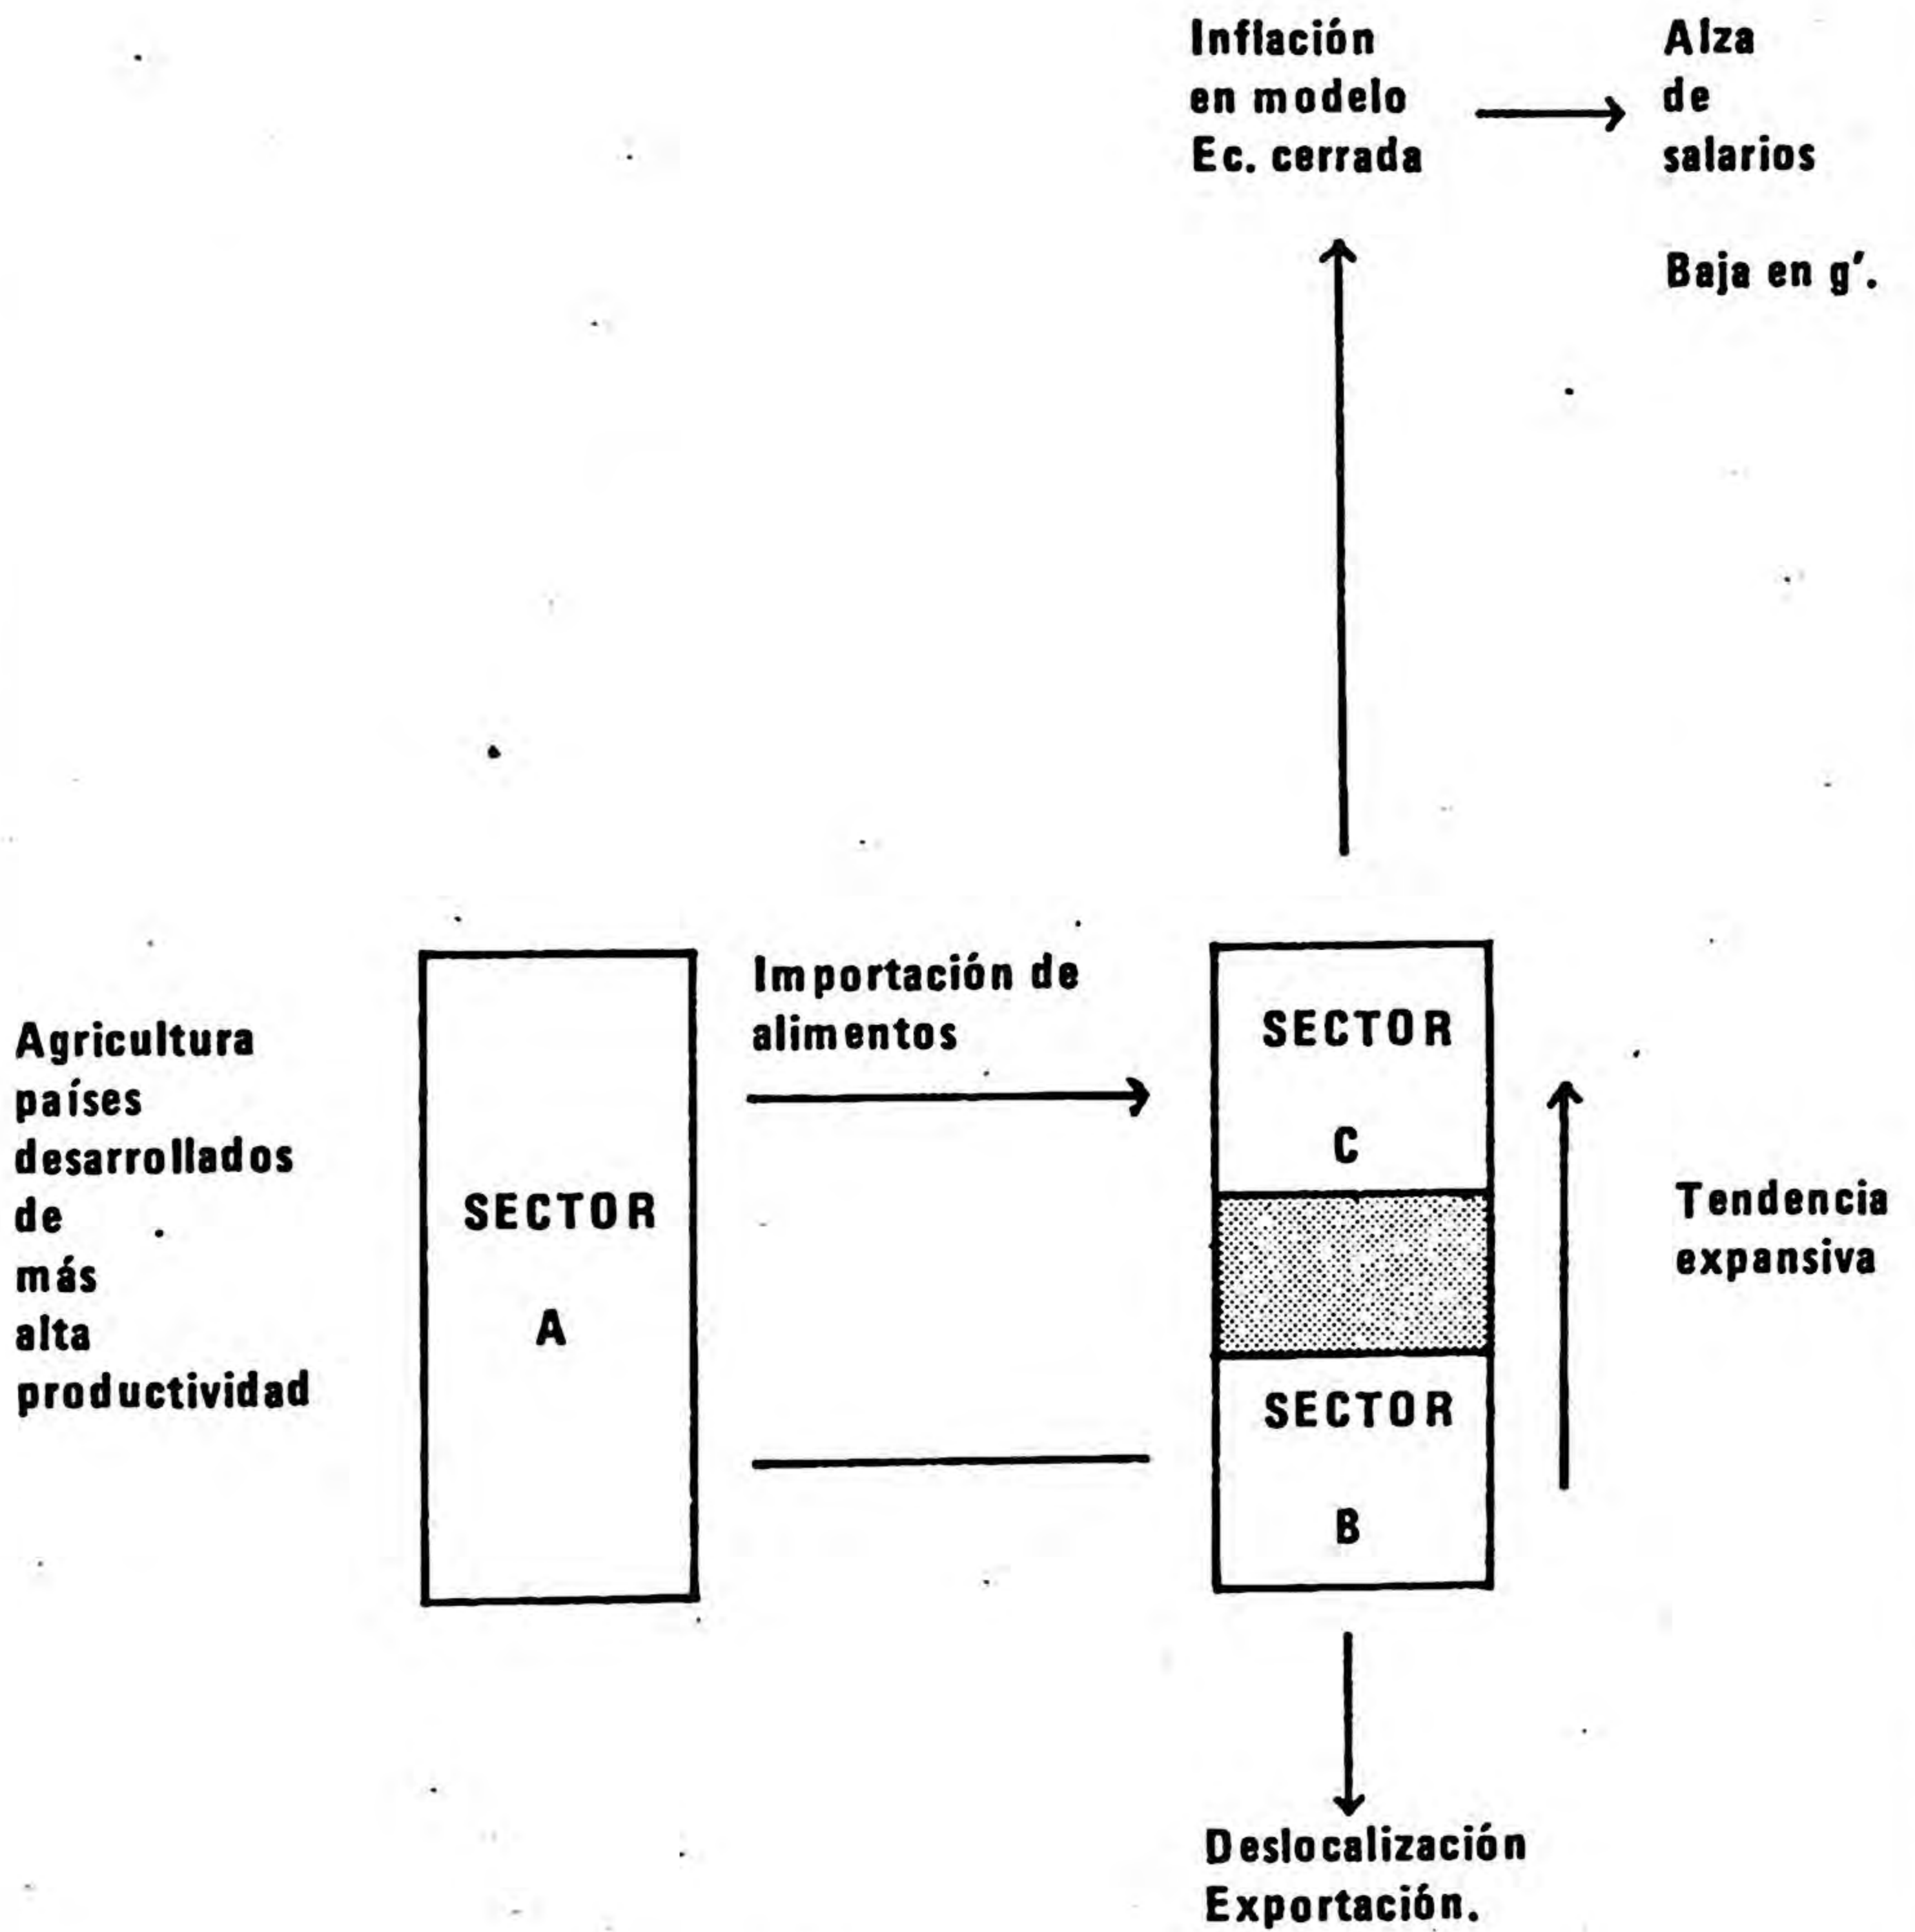 Inflación
en modelo
Ec. cerrada
Alza
de
salarios
Baja en g′.
Importación de
alimentos
Agricultura
países
desarrollados
de
más
alta
productividad
SECTOR
A
SECTOR
C
Tendencia
expansiva
SECTOR
B
Deslocalización
Exportación.